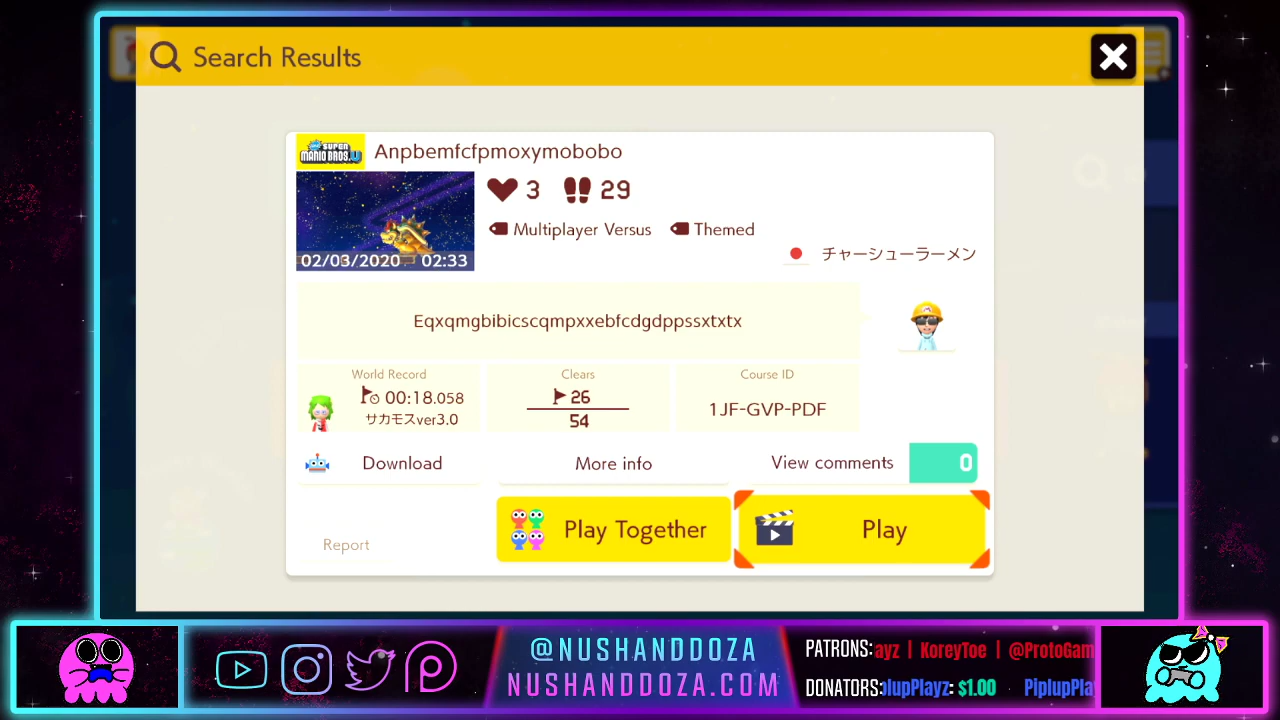 Search Results
SUPER MARIO BROS. U
Anpbemfcfpmoxymobobo
3 29
Multiplayer Versus Themed
02/03/2020 02:33
チャーシューラーメン
Eqxqmgbibicscqmpxxebfcdgdppssxtxtx
World Record
00:18.058
サカモスver3.0
Clears
26
54
Course ID
1JF-GVP-PDF
Download
More info
View comments 0
Report
Play Together
Play
@NUSHANDDOZA
NUSHANDDOZA.COM
PATRONS: ayz | KoreyToe | @ProtoGam
DONATORS: plupPlayz: $1.00 PiplupPla